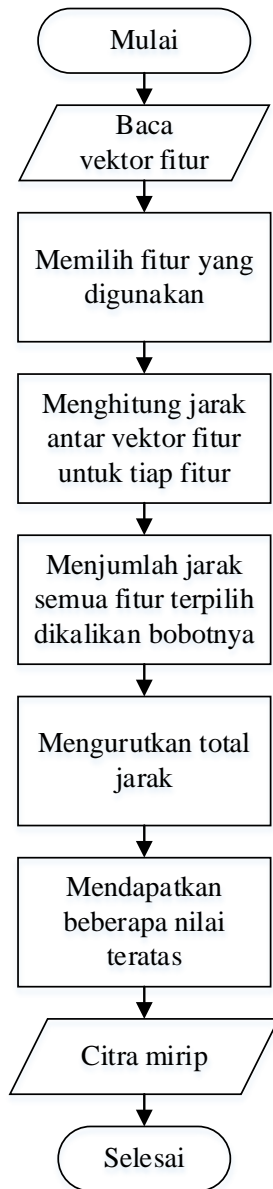 Mulai
Baca
vektor fitur
Memilih fitur yang
digunakan
Menghitung jarak
antar vektor fitur
untuk tiap fitur
Menjumlah jarak
semua fitur terpilih
dikalikan bobotnya
Mengurutkan total
jarak
Mendapatkan
beberapa nilai
teratas
Citra mirip
Selesai